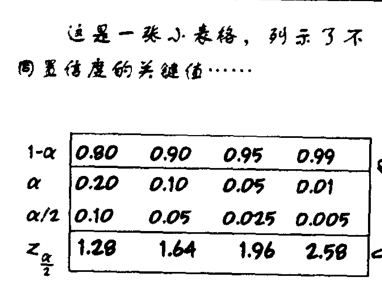 这是一张小表格，列示了不
同置信度的关键值……
1-α 0.80 0.90 0.95 0.99
α 0.20 0.10 0.05 0.01
α/2 0.10 0.05 0.025 0.005
z α/2 1.28 1.64 1.96 2.58